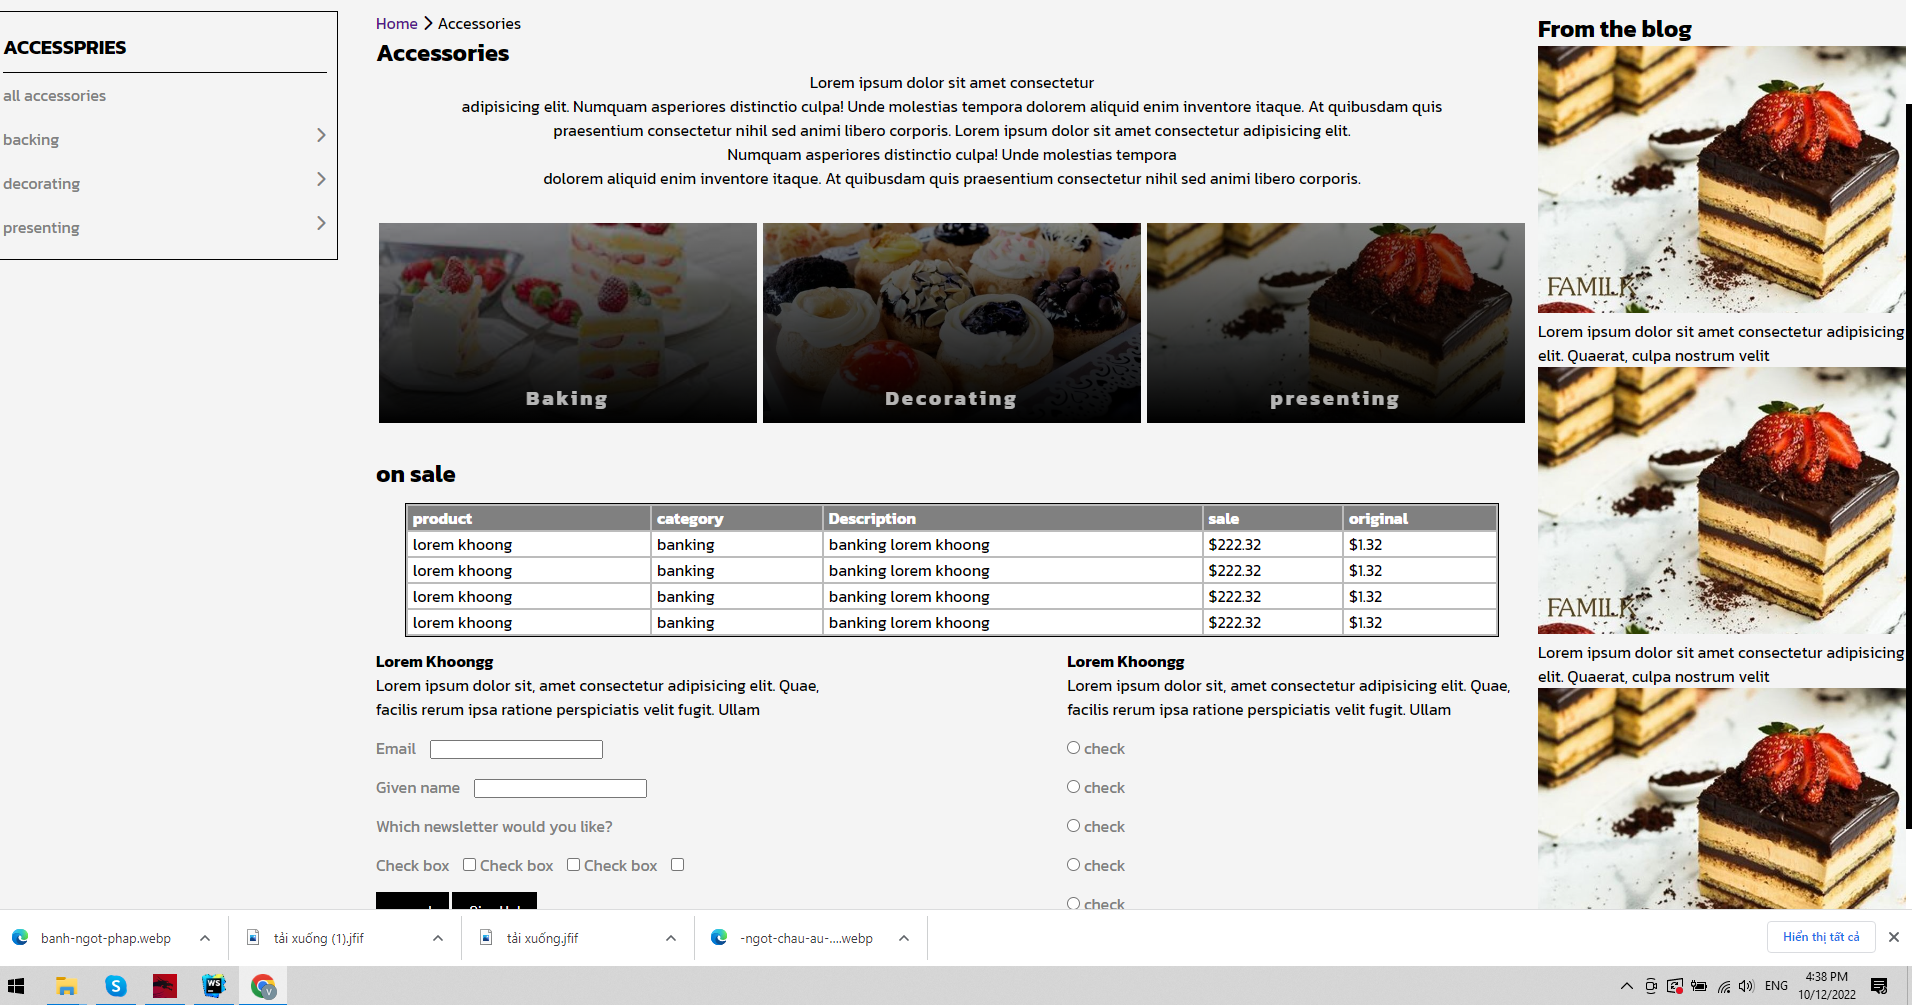 ACCESSPRIES
all accessories
backing
decorating
presenting
Home Accessories
Accessories
Lorem ipsum dolor sit amet consectetur
adipisicing elit. Numquam asperiores distinctio culpa! Unde molestias tempora dolorem aliquid enim inventore itaque. At quibusdam quis
praesentium consectetur nihil sed animi libero corporis. Lorem ipsum dolor sit amet consectetur adipisicing elit.
Numquam asperiores distinctio culpa! Unde molestias tempora
dolorem aliquid enim inventore itaque. At quibusdam quis praesentium consectetur nihil sed animi libero corporis.
Baking
Decorating
presenting
on sale
product category Description sale original
lorem khoong banking banking lorem khoong $222.32 $1.32
lorem khoong banking banking lorem khoong $222.32 $1.32
lorem khoong banking banking lorem khoong $222.32 $1.32
lorem khoong banking banking lorem khoong $222.32 $1.32
Lorem Khoongg
Lorem ipsum dolor sit, amet consectetur adipisicing elit. Quae,
facilis rerum ipsa ratione perspiciatis velit fugit. Ullam
Email
Given name
Which newsletter would you like?
Check box Check box Check box
Lorem Khoongg
Lorem ipsum dolor sit, amet consectetur adipisicing elit. Quae,
facilis rerum ipsa ratione perspiciatis velit fugit. Ullam
check
check
check
check
check
From the blog
FAMILK
Lorem ipsum dolor sit amet consectetur adipisicing
elit. Quaerat, culpa nostrum velit
FAMILK
Lorem ipsum dolor sit amet consectetur adipisicing
elit. Quaerat, culpa nostrum velit
banh-ngot-phap.webp
tải xuống (1).jfif
tải xuống.jfif
-ngot-chau-au-....webp
Hiển thị tất cả
S
WS
V
ENG
4:38 PM
10/12/2022